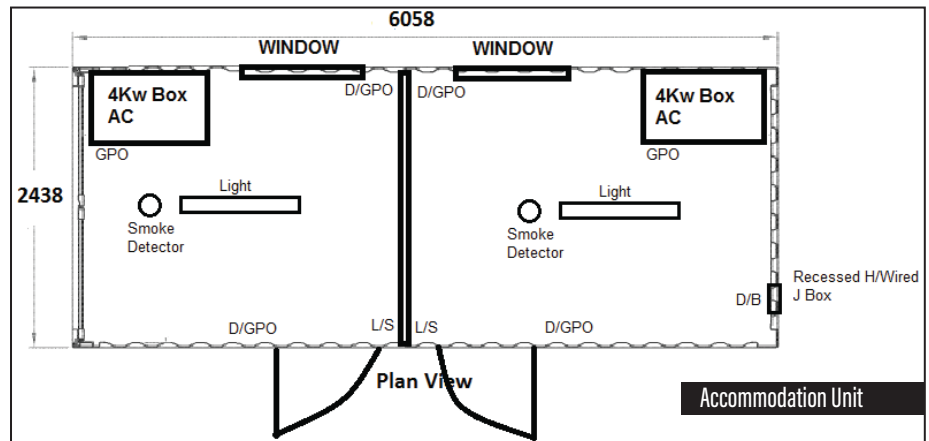 6058
WINDOW
WINDOW
4Kw Box
AC
D/GPO
D/GPO
4Kw Box
AC
GPO
GPO
2438
Light
Light
Smoke
Detector
Smoke
Detector
Recessed H/Wired
J Box
D/B
D/GPO
L/S
L/S
D/GPO
Plan View
Accommodation Unit